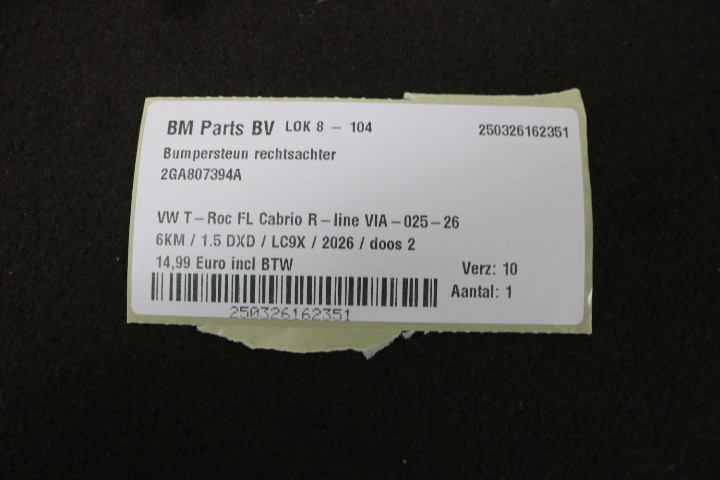 BM Parts BV LOK 8 - 104
250326162351
Bumpersteun rechtsachter
2GA807394A
VW T-Roc FL Cabrio R-line VIA-025-26
6KM / 1.5 DXD / LC9X / 2026 / doos 2
14,99 Euro incl BTW
Verz: 10
Aantal: 1
250326162351